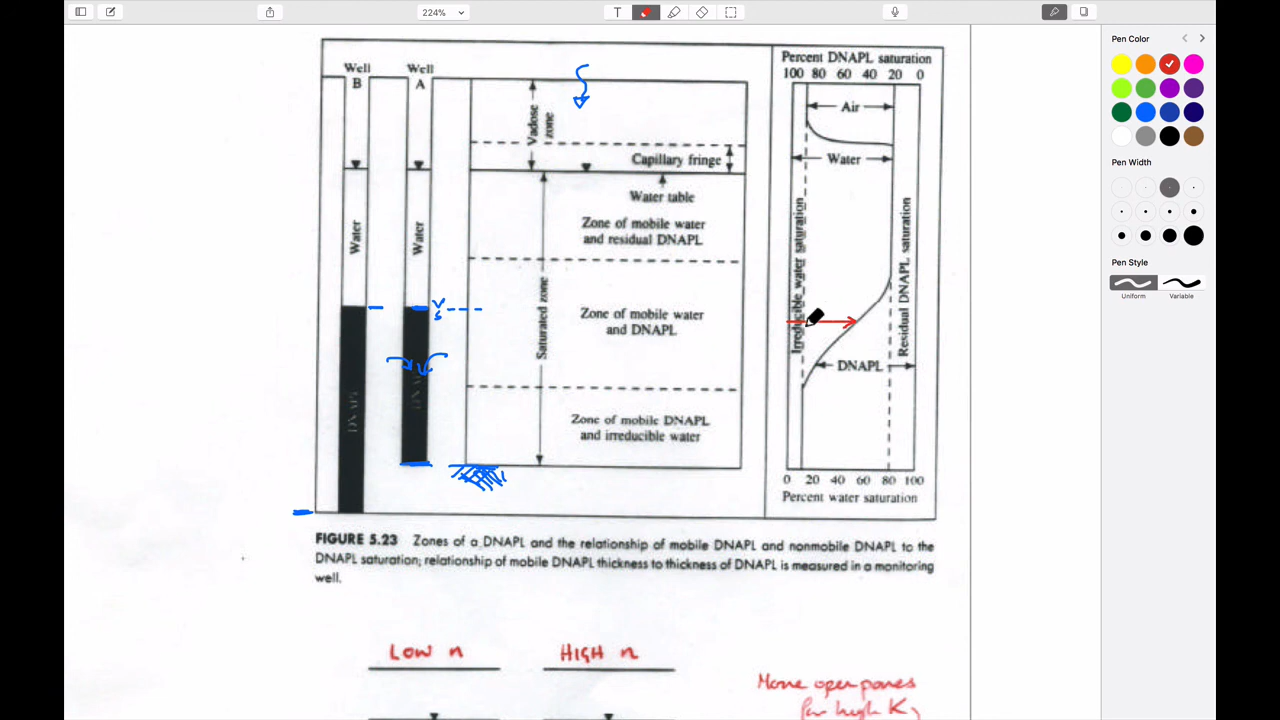 224%
T
Pen Color
Pen Width
Pen Style
Uniform
Variable
Well
B
Well
A
Water
Water
DNAPL
DNAPL
Vadose
zone
Capillary fringe
Water table
Zone of mobile water
and residual DNAPL
Saturated zone
Zone of mobile water
and DNAPL
Zone of mobile DNAPL
and irreducible water
Percent DNAPL saturation
100 80 60 40 20 0
Air
Water
Irreducible water saturation
Residual DNAPL saturation
DNAPL
0 20 40 60 80 100
Percent water saturation
FIGURE 5.23 Zones of a DNAPL and the relationship of mobile DNAPL and nonmobile DNAPL to the
DNAPL saturation; relationship of mobile DNAPL thickness to thickness of DNAPL is measured in a monitoring
well.
LOW n
HIGH n
More open pores
for high K